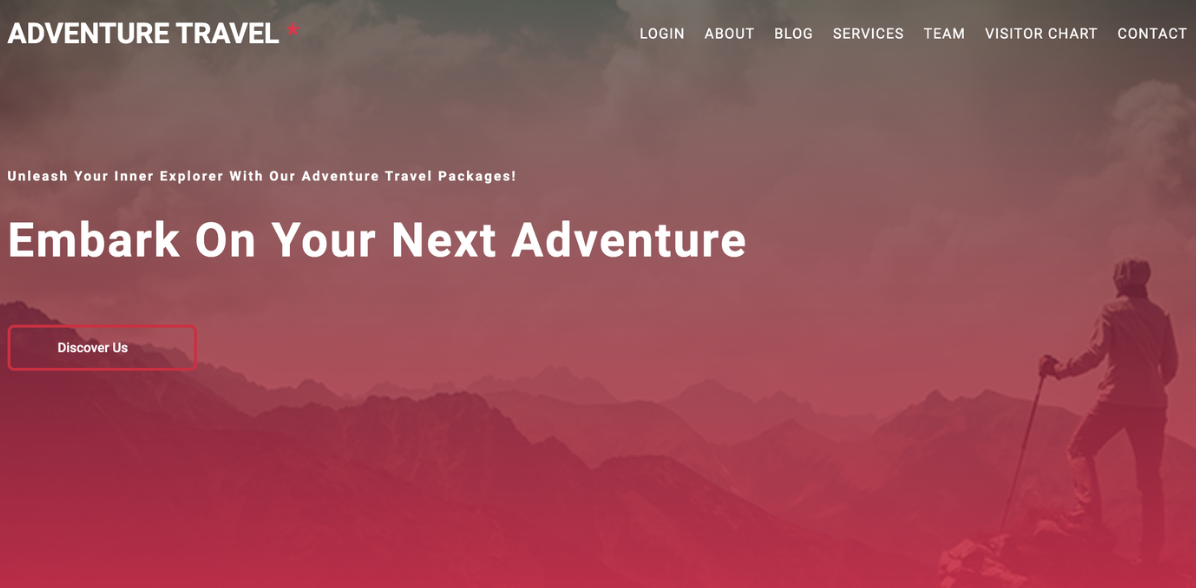 ADVENTURE TRAVEL *
LOGIN ABOUT BLOG SERVICES TEAM VISITOR CHART CONTACT
Unleash Your Inner Explorer With Our Adventure Travel Packages!
Embark On Your Next Adventure
Discover Us